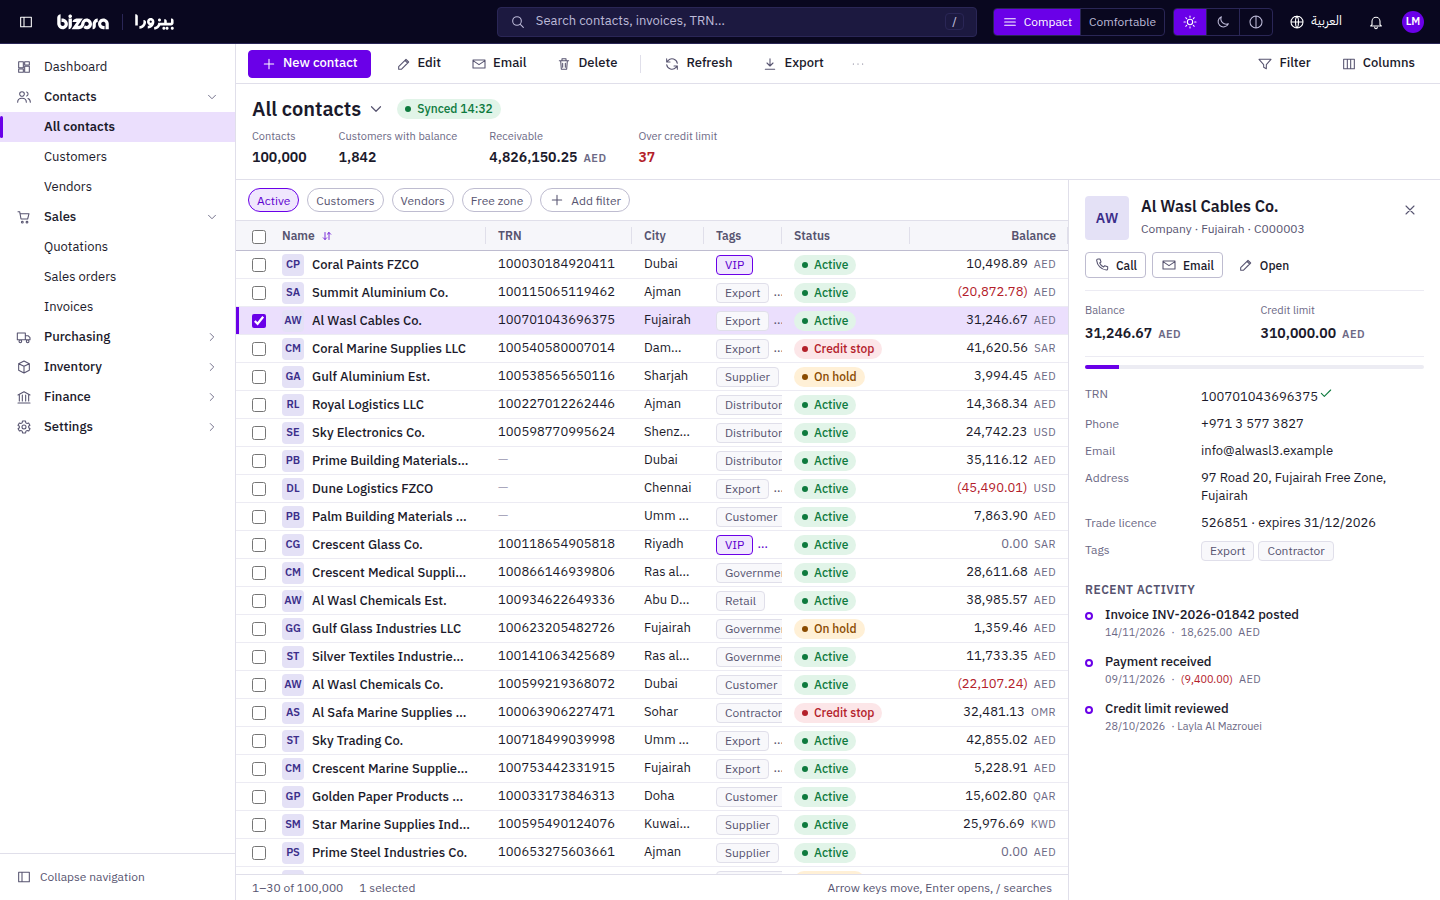 bizora
بيزورا
Search contacts, invoices, TRN...
/
Compact
Comfortable
العربية
LM
Dashboard
Contacts
All contacts
Customers
Vendors
Sales
Quotations
Sales orders
Invoices
Purchasing
Inventory
Finance
Settings
Collapse navigation
New contact
Edit
Email
Delete
Refresh
Export
...
Filter
Columns
All contacts
Synced 14:32
Contacts
100,000
Customers with balance
1,842
Receivable
4,826,150.25 AED
Over credit limit
37
Active
Customers
Vendors
Free zone
Add filter
Name TRN City Tags Status Balance
CP Coral Paints FZCO 100030184920411 Dubai VIP Active 10,498.89 AED
SA Summit Aluminium Co. 100115065119462 Ajman Export ... Active (20,872.78) AED
AW Al Wasl Cables Co. 100701043696375 Fujairah Export ... Active 31,246.67 AED
CM Coral Marine Supplies LLC 100540580007014 Dam... Export ... Credit stop 41,620.56 SAR
GA Gulf Aluminium Est. 100538565650116 Sharjah Supplier On hold 3,994.45 AED
RL Royal Logistics LLC 100227012262446 Ajman Distributor Active 14,368.34 AED
SE Sky Electronics Co. 100598770995624 Shenz... Distributor Active 24,742.23 USD
PB Prime Building Materials... — Dubai Distributor Active 35,116.12 AED
DL Dune Logistics FZCO — Chennai Export ... Active (45,490.01) USD
PB Palm Building Materials ... — Umm ... Customer Active 7,863.90 AED
CG Crescent Glass Co. 100118654905818 Riyadh VIP ... Active 0.00 SAR
CM Crescent Medical Suppli... 100866146939806 Ras al... Governme Active 28,611.68 AED
AW Al Wasl Chemicals Est. 100934622649336 Abu D... Retail Active 38,985.57 AED
GG Gulf Glass Industries LLC 100623205482726 Fujairah Governme On hold 1,359.46 AED
ST Silver Textiles Industrie... 100141063425689 Ras al... Governme Active 11,733.35 AED
AW Al Wasl Chemicals Co. 100599219368072 Dubai Customer Active (22,107.24) AED
AS Al Safa Marine Supplies ... 100063906227471 Sohar Contractor Credit stop 32,481.13 OMR
ST Sky Trading Co. 100718499039998 Umm ... Export ... Active 42,855.02 AED
CM Crescent Marine Supplie... 100753442331915 Fujairah Export ... Active 5,228.91 AED
GP Golden Paper Products ... 100033173846313 Doha Customer Active 15,602.80 QAR
SM Star Marine Supplies Ind... 100595490124076 Kuwai... Supplier Active 25,976.69 KWD
PS Prime Steel Industries Co. 100653275603661 Ajman Supplier Active 0.00 AED
1–30 of 100,000
1 selected
Arrow keys move, Enter opens, / searches
AW
Al Wasl Cables Co.
Company · Fujairah · C000003
Call
Email
Open
Balance
31,246.67 AED
Credit limit
310,000.00 AED
TRN 100701043696375
Phone +971 3 577 3827
Email info@alwasl3.example
Address 97 Road 20, Fujairah Free Zone,
Fujairah
Trade licence 526851 · expires 31/12/2026
Tags Export Contractor
RECENT ACTIVITY
Invoice INV-2026-01842 posted
14/11/2026 · 18,625.00 AED
Payment received
09/11/2026 · (9,400.00) AED
Credit limit reviewed
28/10/2026 · Layla Al Mazrouei